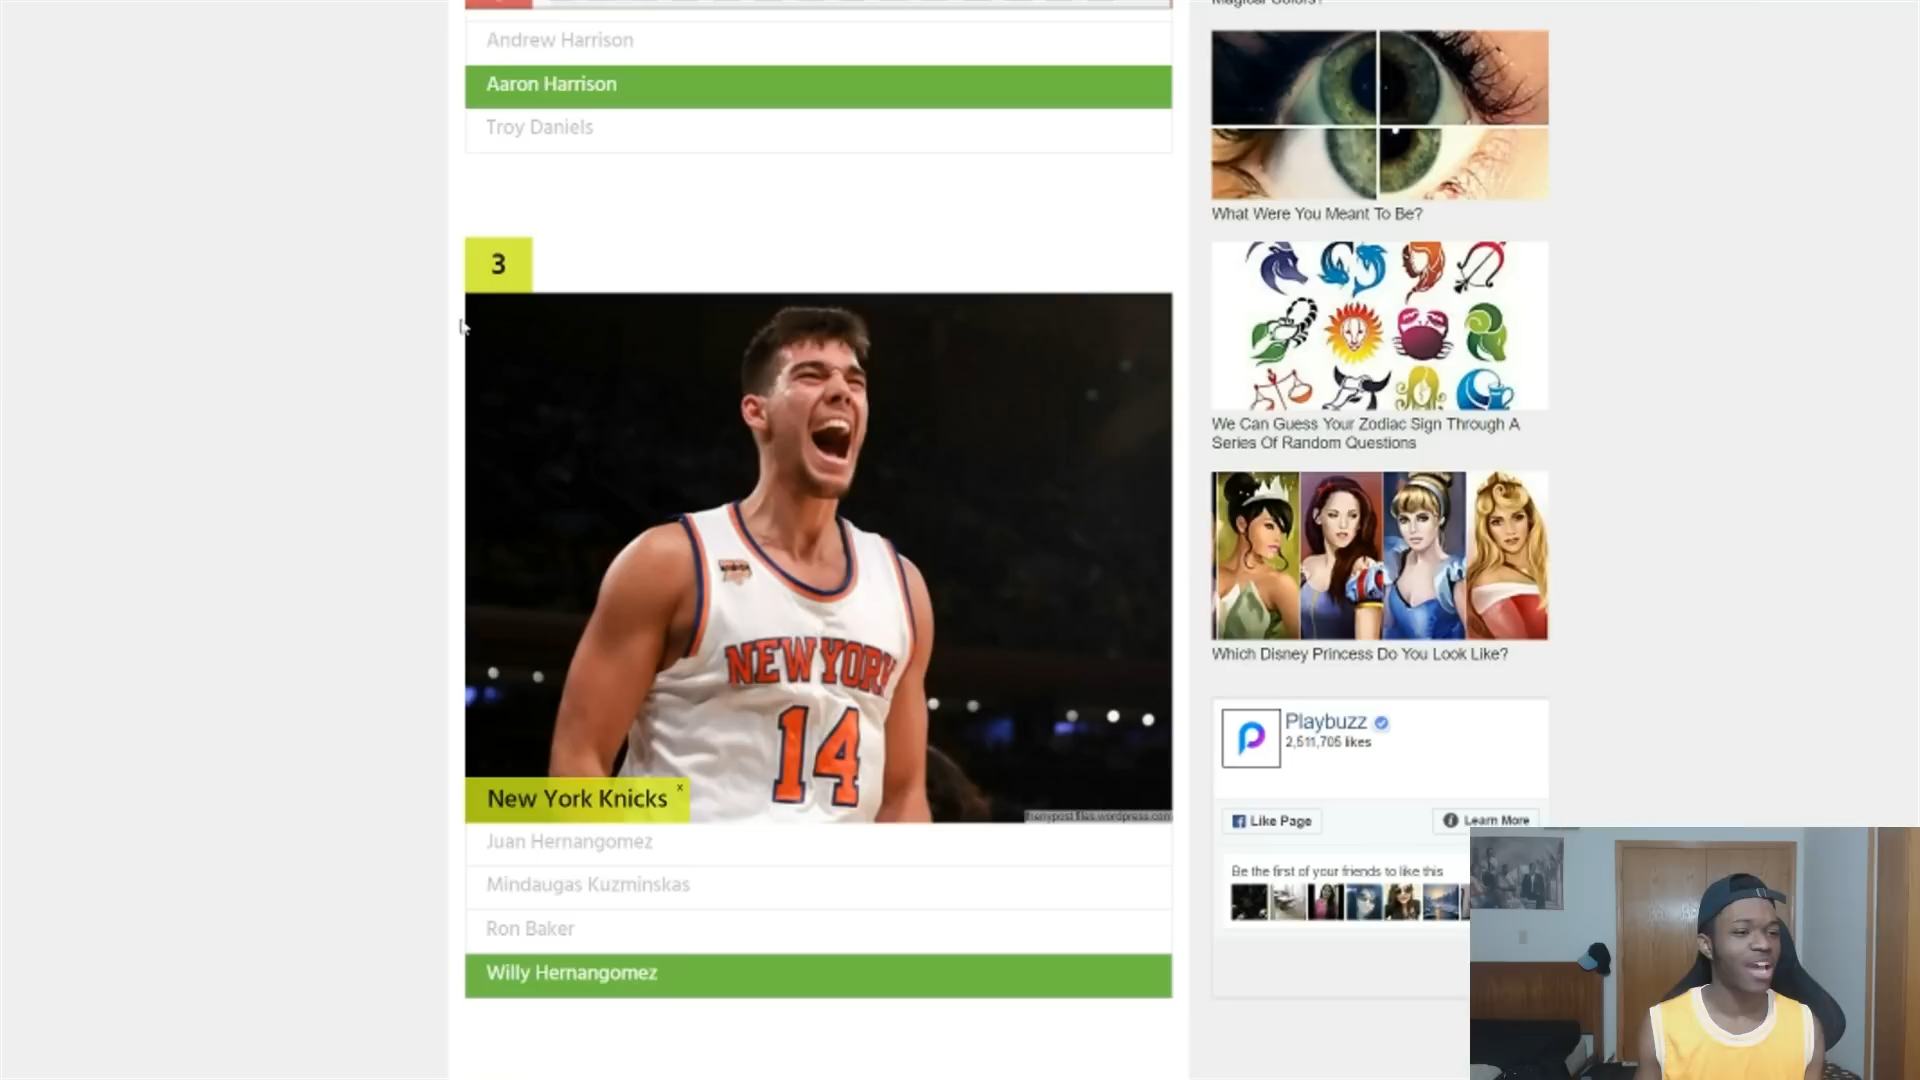 Andrew Harrison
Aaron Harrison
Troy Daniels
3
NEW YORK
14
New York Knicks
x
Juan Hernangomez
Mindaugas Kuzminskas
Ron Baker
Willy Hernangomez
What Were You Meant To Be?
We Can Guess Your Zodiac Sign Through A
Series Of Random Questions
Which Disney Princess Do You Look Like?
Playbuzz
2,511,705 likes
Like Page
Learn More
Be the first of your friends to like this